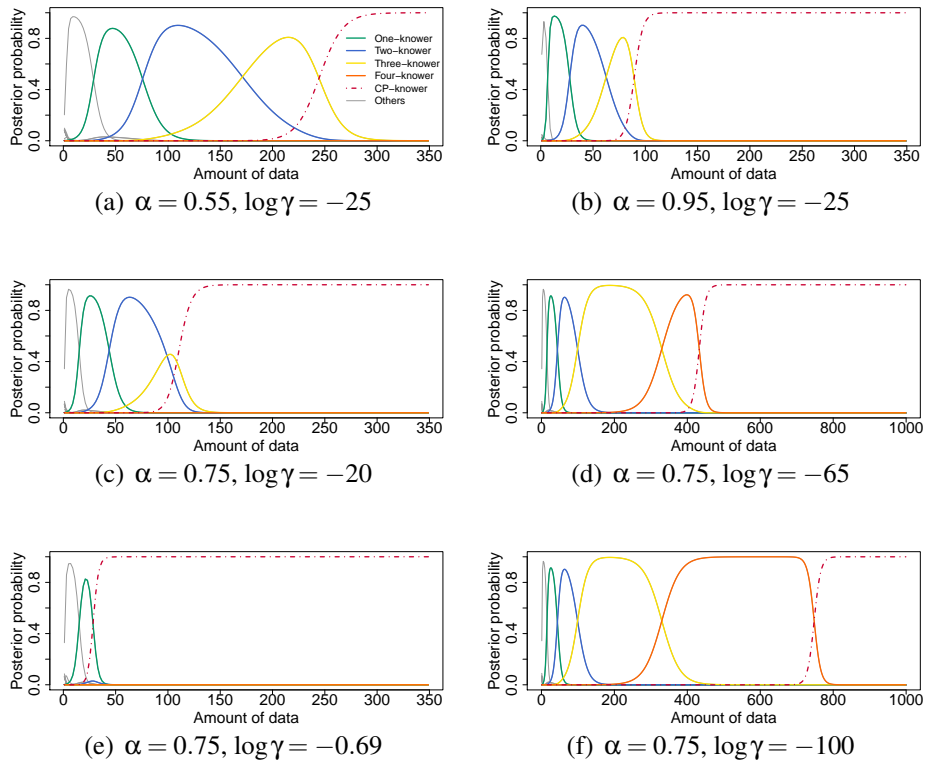 Posterior probability
0.0 0.4 0.8
One−knower
Two−knower
Three−knower
Four−knower
CP−knower
Others
0 50 100 150 200 250 300 350
Amount of data
(a) α = 0.55, log γ = −25
Posterior probability
0.0 0.4 0.8
0 50 100 150 200 250 300 350
Amount of data
(b) α = 0.95, log γ = −25
Posterior probability
0.0 0.4 0.8
0 50 100 150 200 250 300 350
Amount of data
(c) α = 0.75, log γ = −20
Posterior probability
0.0 0.4 0.8
0 200 400 600 800 1000
Amount of data
(d) α = 0.75, log γ = −65
Posterior probability
0.0 0.4 0.8
0 50 100 150 200 250 300 350
Amount of data
(e) α = 0.75, log γ = −0.69
Posterior probability
0.0 0.4 0.8
0 200 400 600 800 1000
Amount of data
(f) α = 0.75, log γ = −100